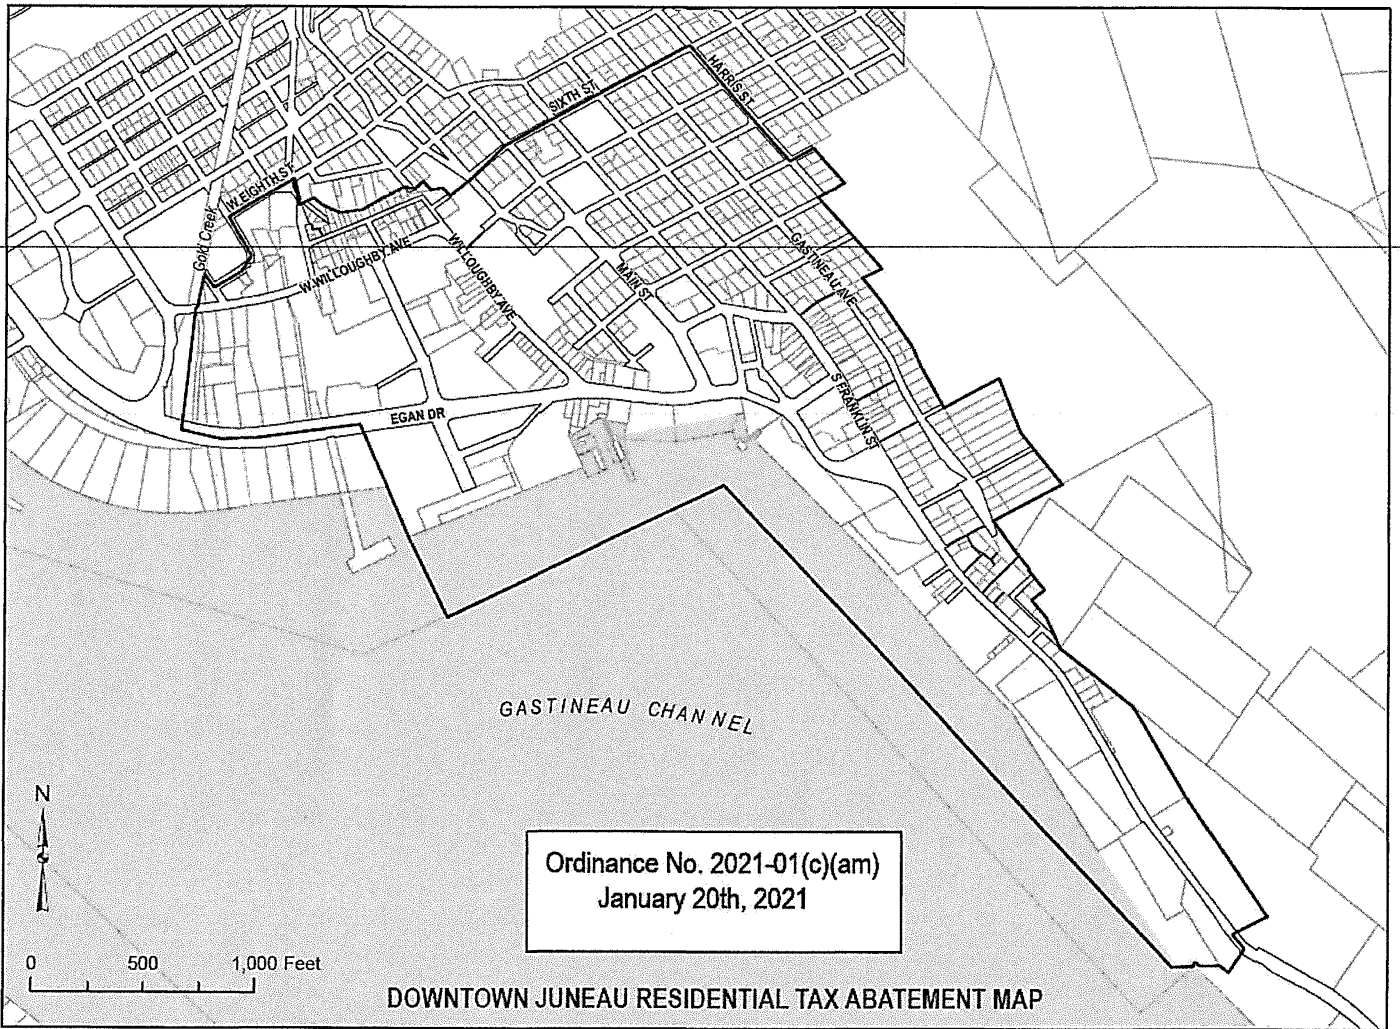 HARRIS ST
SIXTH ST
W. EIGHTH ST
Gold Creek
W. WILLOUGHBY AVE
WILLOUGHBY AVE
MAIN ST
GASTINEAU AVE
S FRANKLIN ST
EGAN DR
GASTINEAU CHANNEL
N
0 500 1,000 Feet
Ordinance No. 2021-01(c)(am)
January 20th, 2021
DOWNTOWN JUNEAU RESIDENTIAL TAX ABATEMENT MAP